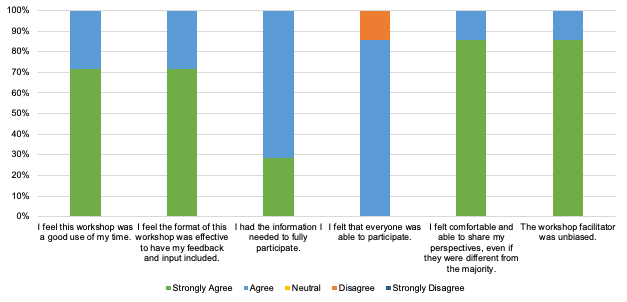 100%
90%
80%
70%
60%
50%
40%
30%
20%
10%
0%
I feel this workshop was
a good use of my time.
I feel the format of this
workshop was effective
to have my feedback
and input included.
I had the information I
needed to fully
participate.
I felt that everyone was
able to participate.
I felt comfortable and
able to share my
perspectives, even if
they were different from
the majority.
The workshop facilitator
was unbiased.
Strongly Agree Agree Neutral Disagree Strongly Disagree